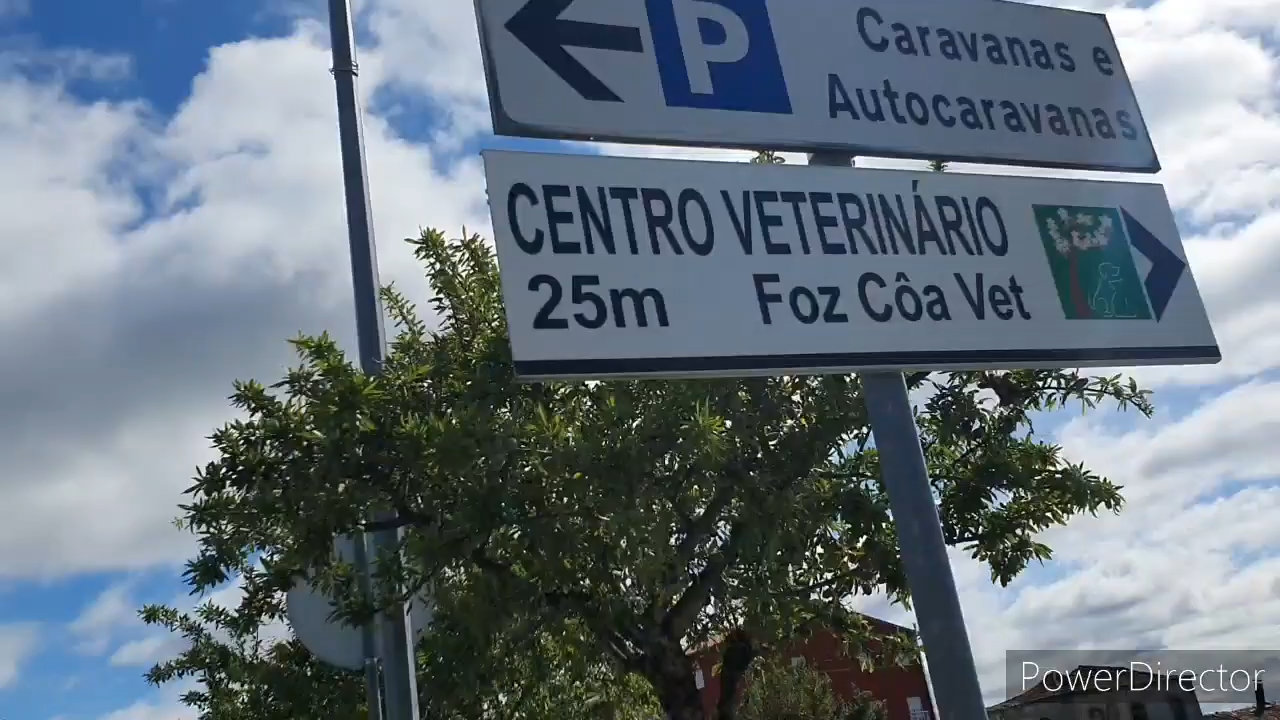 P
Caravanas e
Autocaravanas
CENTRO VETERINÁRIO
25m Foz Côa Vet
PowerDirector